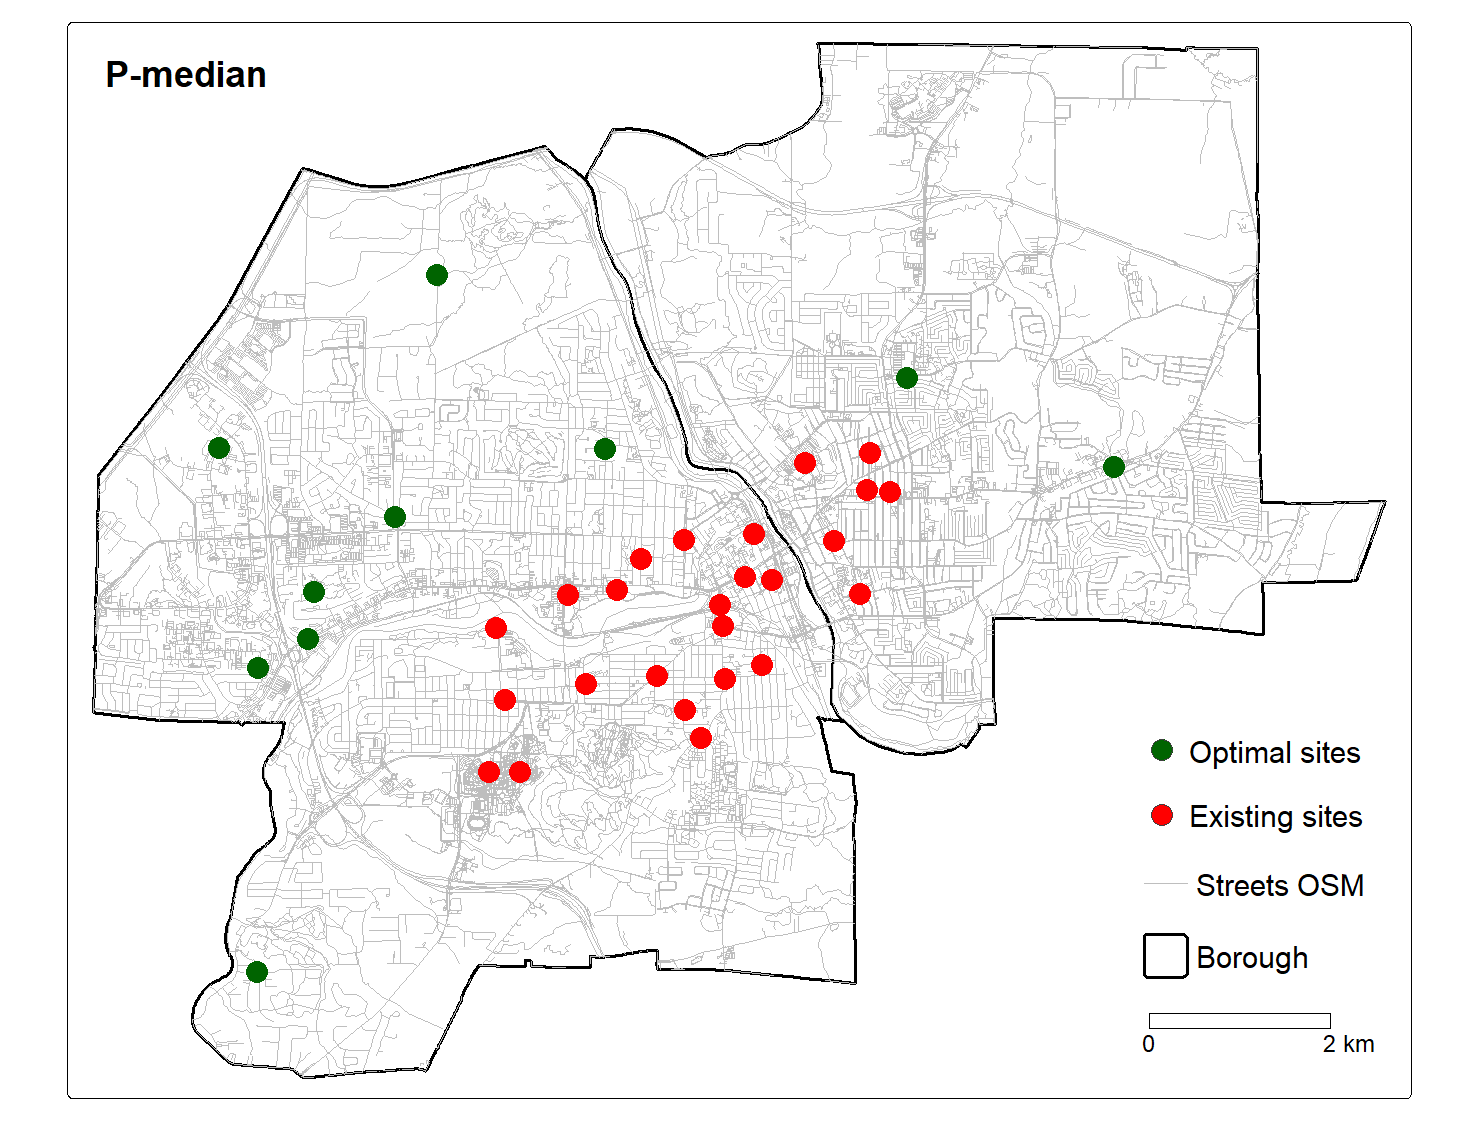 P-median
Optimal sites
Existing sites
Streets OSM
Borough
0 2 km